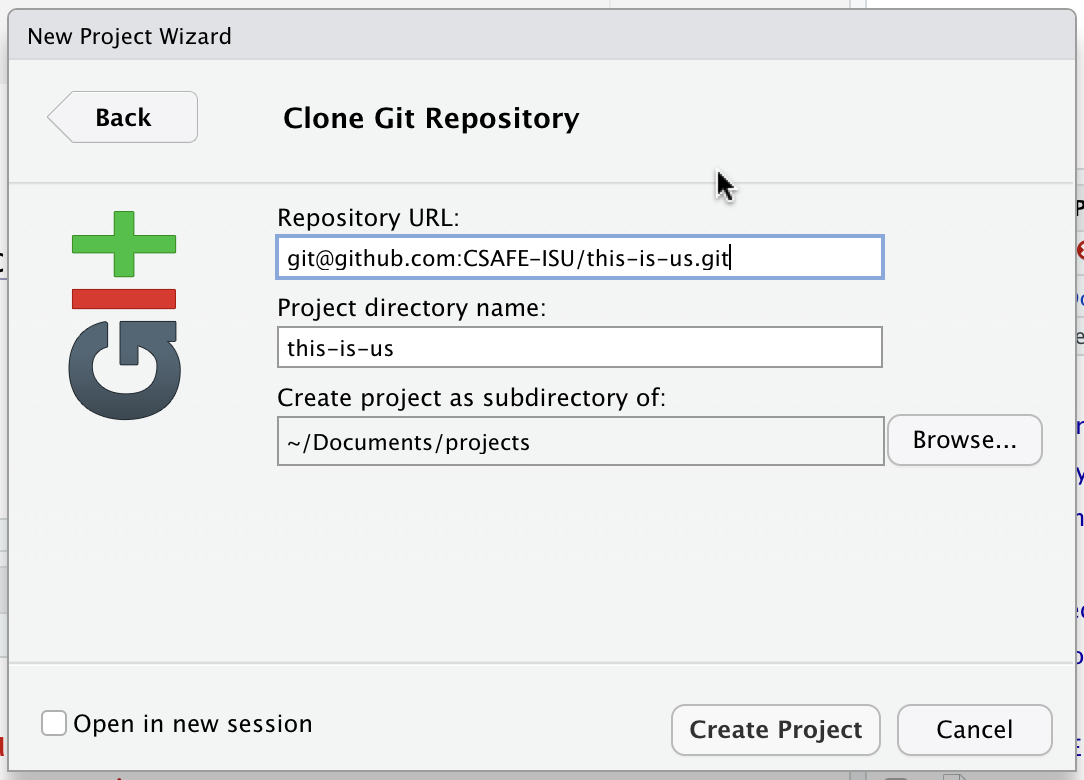 New Project Wizard
Back
Clone Git Repository
Repository URL:
git@github.com:CSAFE-ISU/this-is-us.git
Project directory name:
this-is-us
Create project as subdirectory of:
~/Documents/projects
Browse...
GIT
Open in new session
Create Project
Cancel